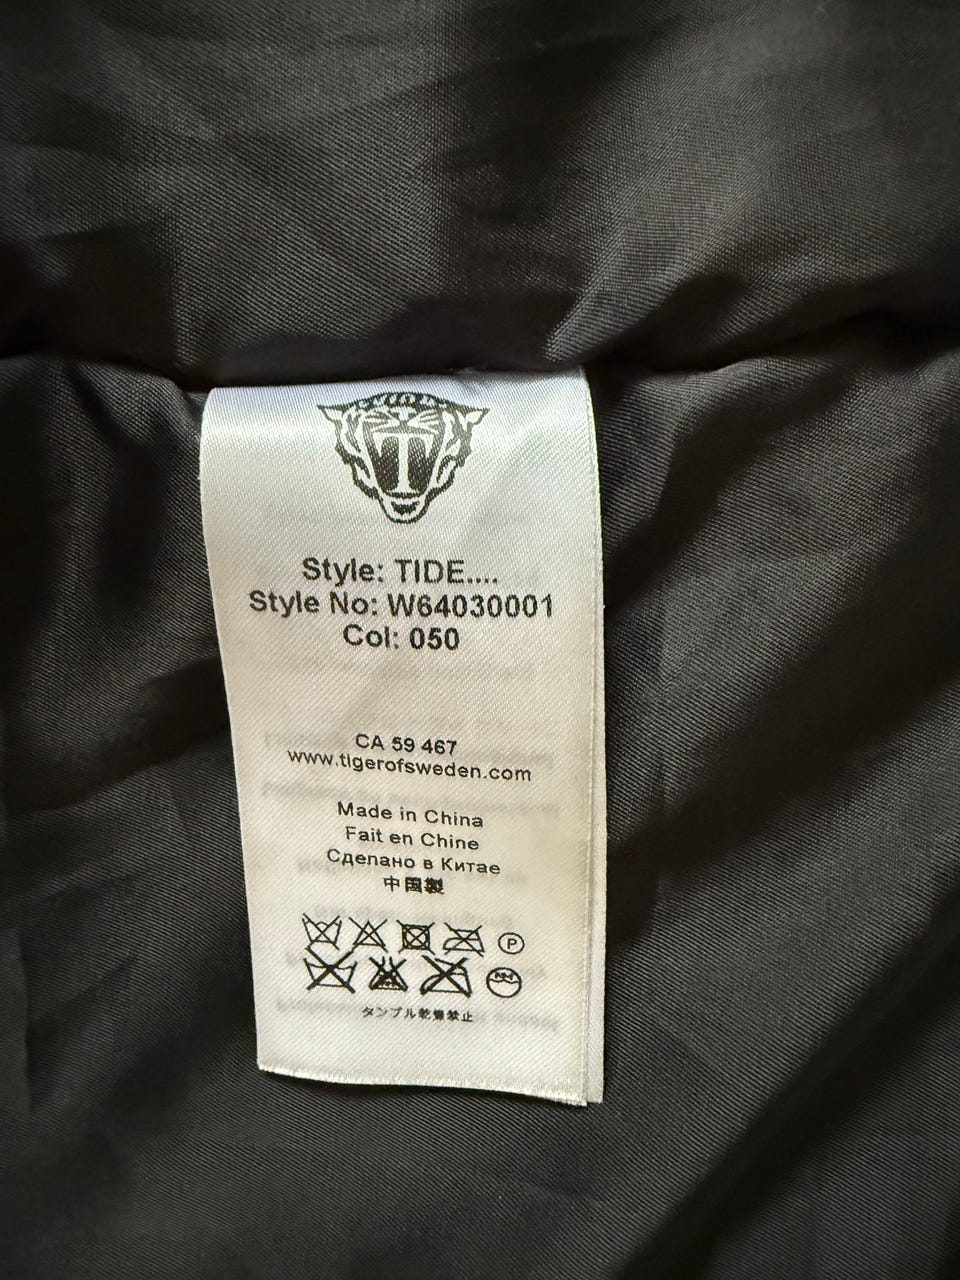 T
Style: TIDE....
Style No: W64030001
Col: 050
CA 59 467
www.tigerofsweden.com
Made in China
Fait en Chine
Сделано в Китае
中国製
P
タンブル乾燥禁止